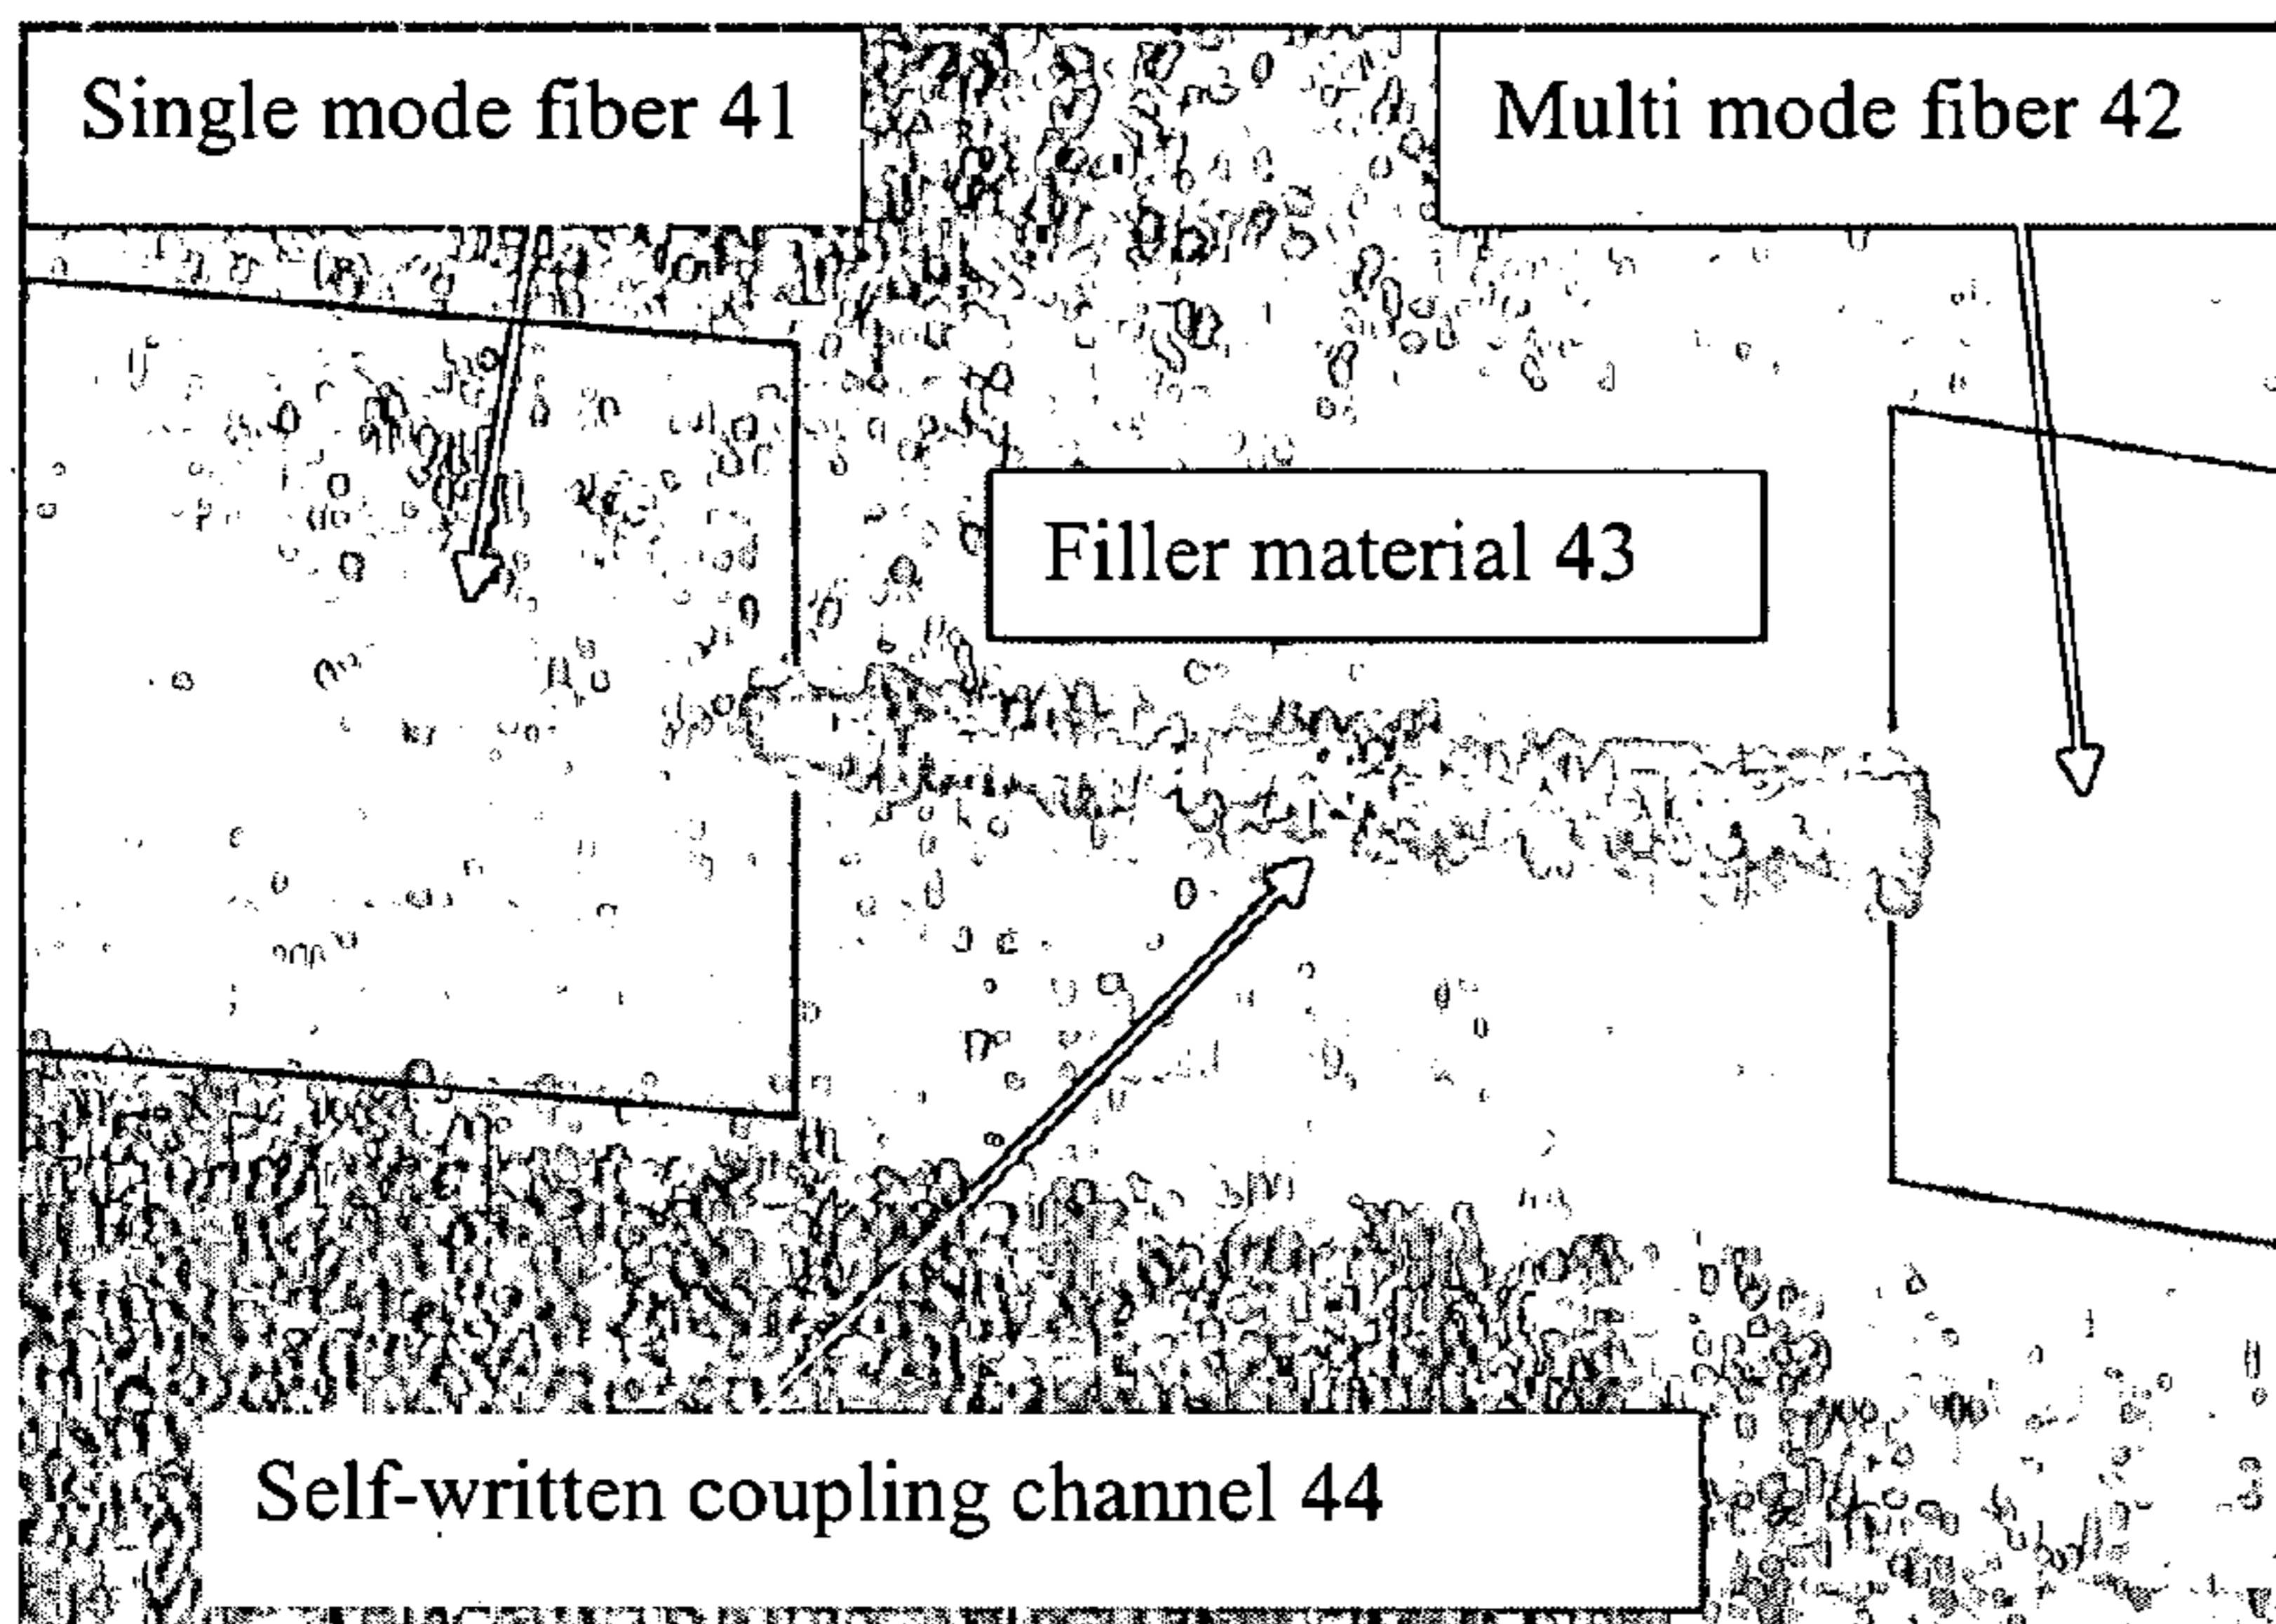 Single mode fiber 41
Multi mode fiber 42
Filler material 43
Self-written coupling channel 44